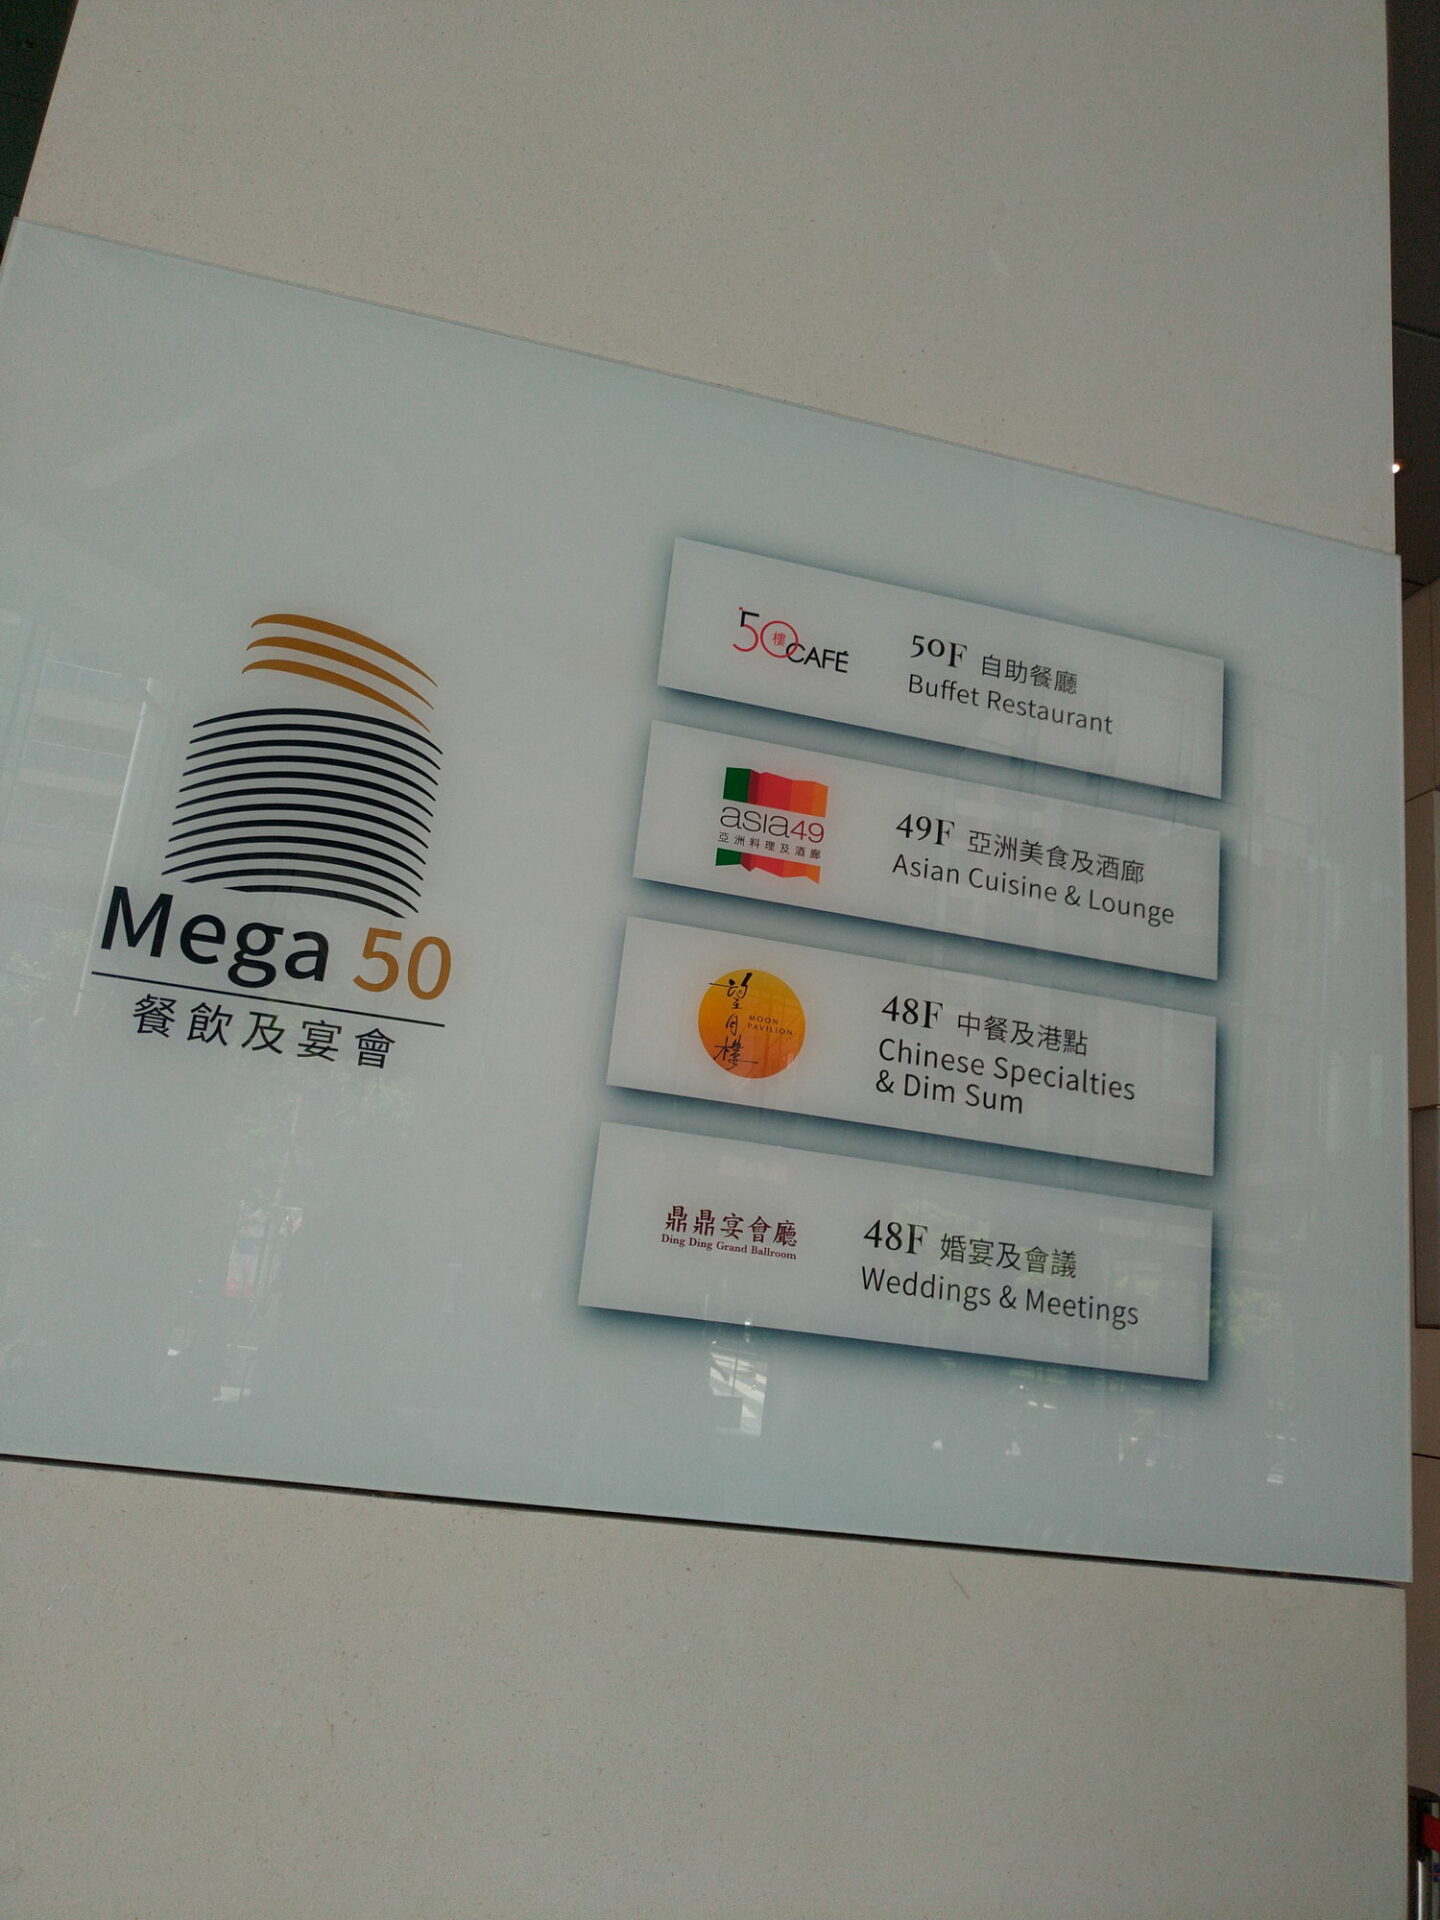 Mega 50
餐飲及宴會
50樓CAFÉ
50F 自助餐廳
Buffet Restaurant
asia49
亞洲料理及酒廊
49F 亞洲美食及酒廊
Asian Cuisine & Lounge
望月樓
MOON
PAVILION
48F 中餐及港點
Chinese Specialties
& Dim Sum
鼎鼎宴會廳
Ding Ding Grand Ballroom
48F 婚宴及會議
Weddings & Meetings